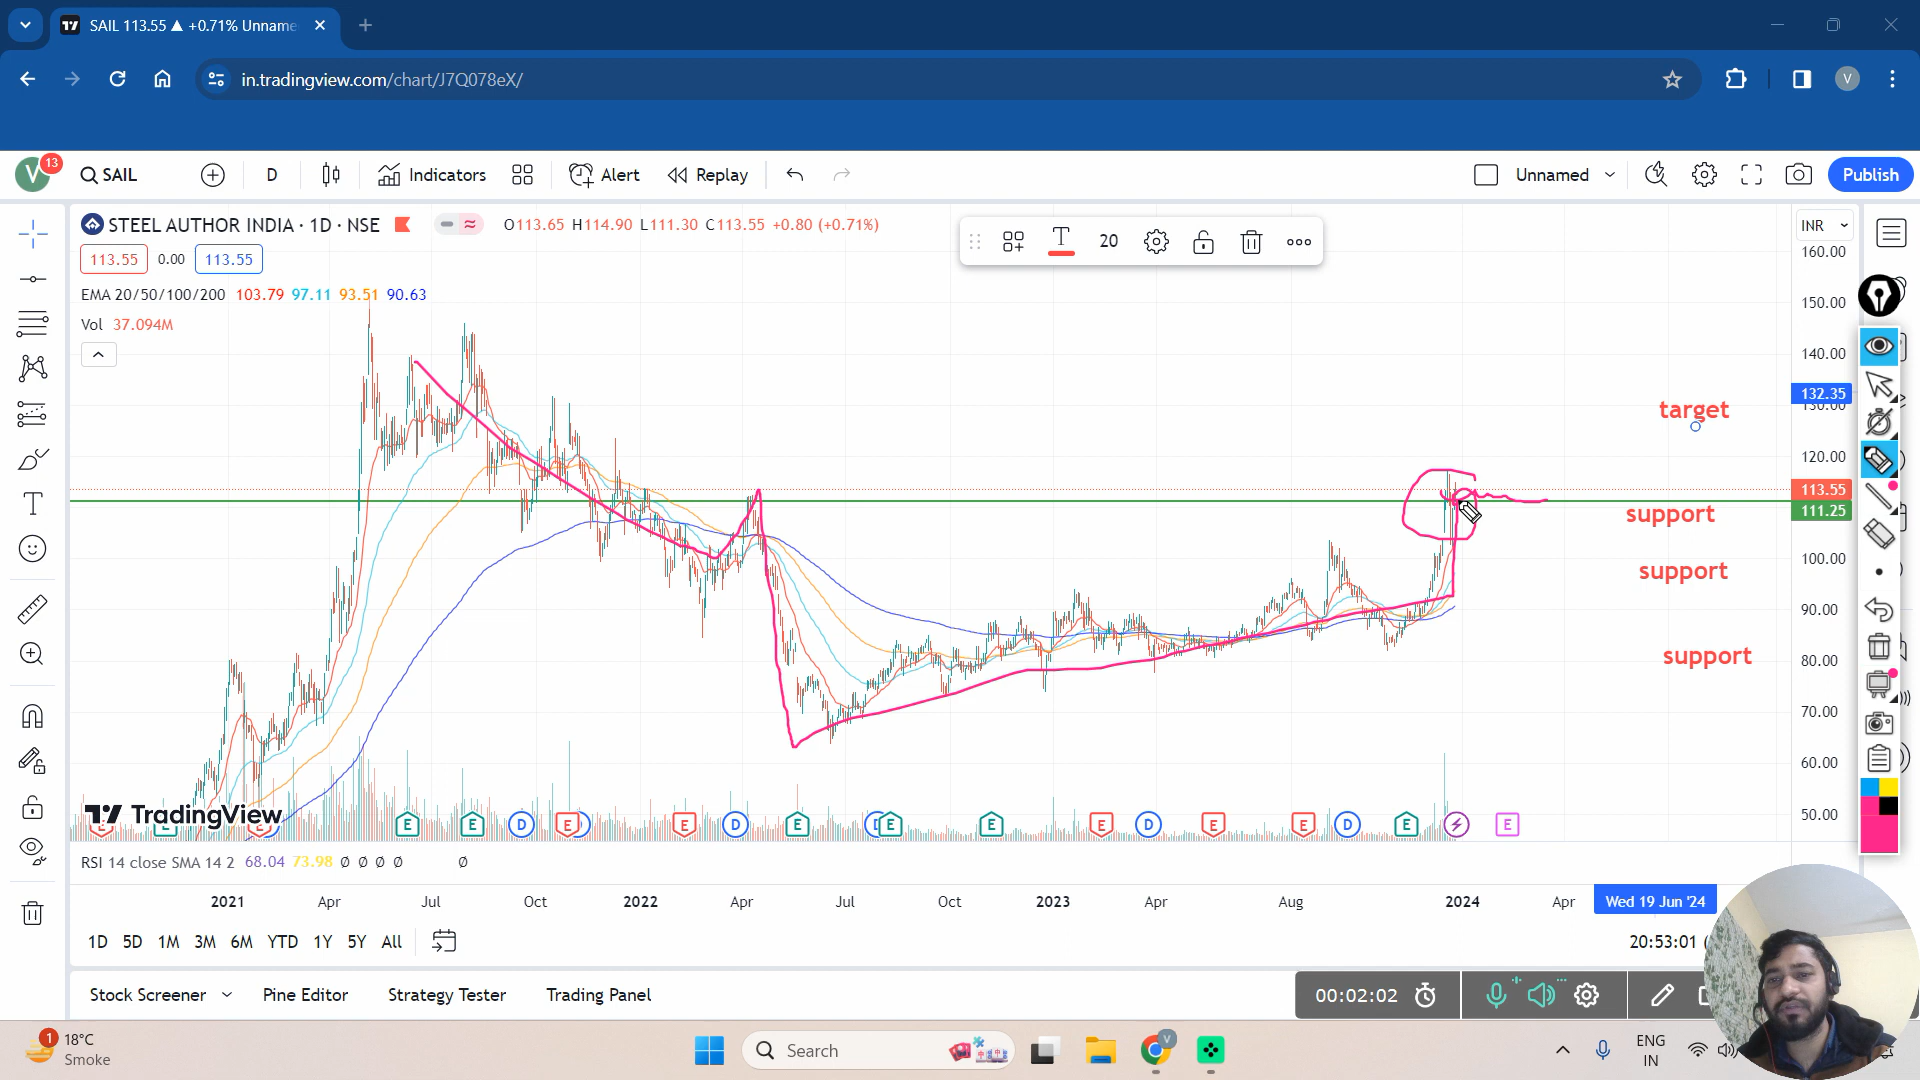 SAIL 113.55 ▲ +0.71% Unname
in.tradingview.com/chart/J7Q078eX/
V
V
13
SAIL
D
Indicators
Alert
Replay
Unnamed
Publish
STEEL AUTHOR INDIA · 1D · NSE
O113.65 H114.90 L111.30 C113.55 +0.80 (+0.71%)
T
20
INR
113.55
0.00
113.55
EMA 20/50/100/200 103.79 97.11 93.51 90.63
Vol 37.094M
160.00
150.00
140.00
132.35
130.00
120.00
113.55
111.25
100.00
90.00
80.00
70.00
60.00
50.00
target
support
support
support
TradingView
E
E
E
D
E
E
D
E
E
E
E
D
E
E
D
E
E
RSI 14 close SMA 14 2 68.04 73.98 Ø Ø Ø Ø Ø
2021
Apr
Jul
Oct
2022
Apr
Jul
Oct
2023
Apr
Aug
2024
Apr
Wed 19 Jun '24
1D 5D 1M 3M 6M YTD 1Y 5Y All
20:53:01
Stock Screener
Pine Editor
Strategy Tester
Trading Panel
00:02:02
1
18°C
Smoke
Search
V
ENG
IN